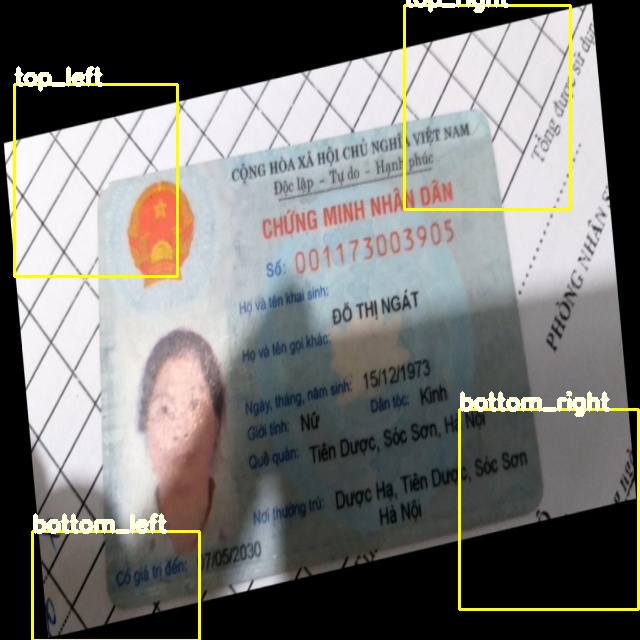 top_left
top_right
CỘNG HÒA XÃ HỘI CHỦ NGHĨA VIỆT NAM
Độc lập - Tự do - Hạnh phúc
CHỨNG MINH NHÂN DÂN
Số: 001173003905
Họ và tên khai sinh:
ĐỖ THỊ NGÁT
Họ và tên gọi khác:
Ngày, tháng, năm sinh: 15/12/1973
Giới tính: Nữ Dân tộc: Kinh
Quê quán: Tiên Dược, Sóc Sơn, Hà Nội
Nơi thường trú: Dược Hạ, Tiên Dược, Sóc Sơn
Hà Nội
Có giá trị đến: 7/05/2030
bottom_left
bottom_right
Tổng được sử dụn
PHÒNG NHÂN S